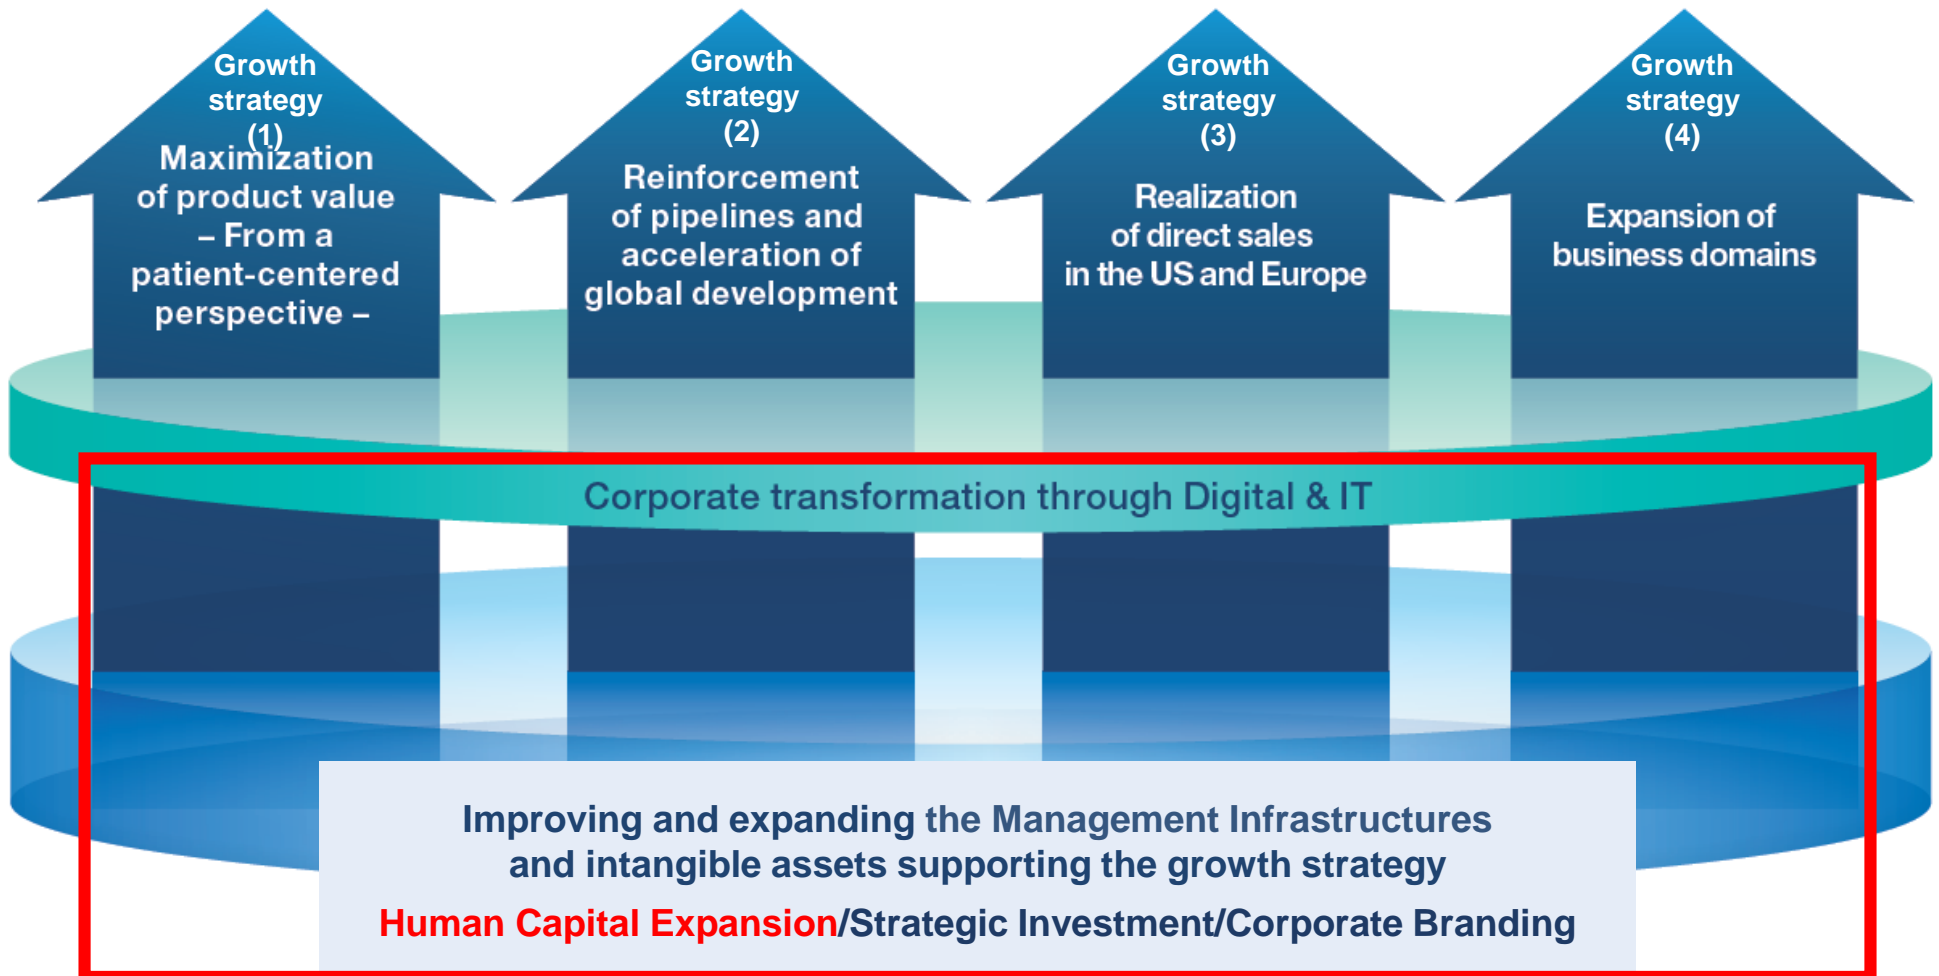 Growth
strategy
(1)
Maximization
of product value
– From a
patient-centered
perspective –
Growth
strategy
(2)
Reinforcement
of pipelines and
acceleration of
global development
Growth
strategy
(3)
Realization
of direct sales
in the US and Europe
Growth
strategy
(4)
Expansion of
business domains
Corporate transformation through Digital & IT
Improving and expanding the Management Infrastructures
and intangible assets supporting the growth strategy
Human Capital Expansion/Strategic Investment/Corporate Branding